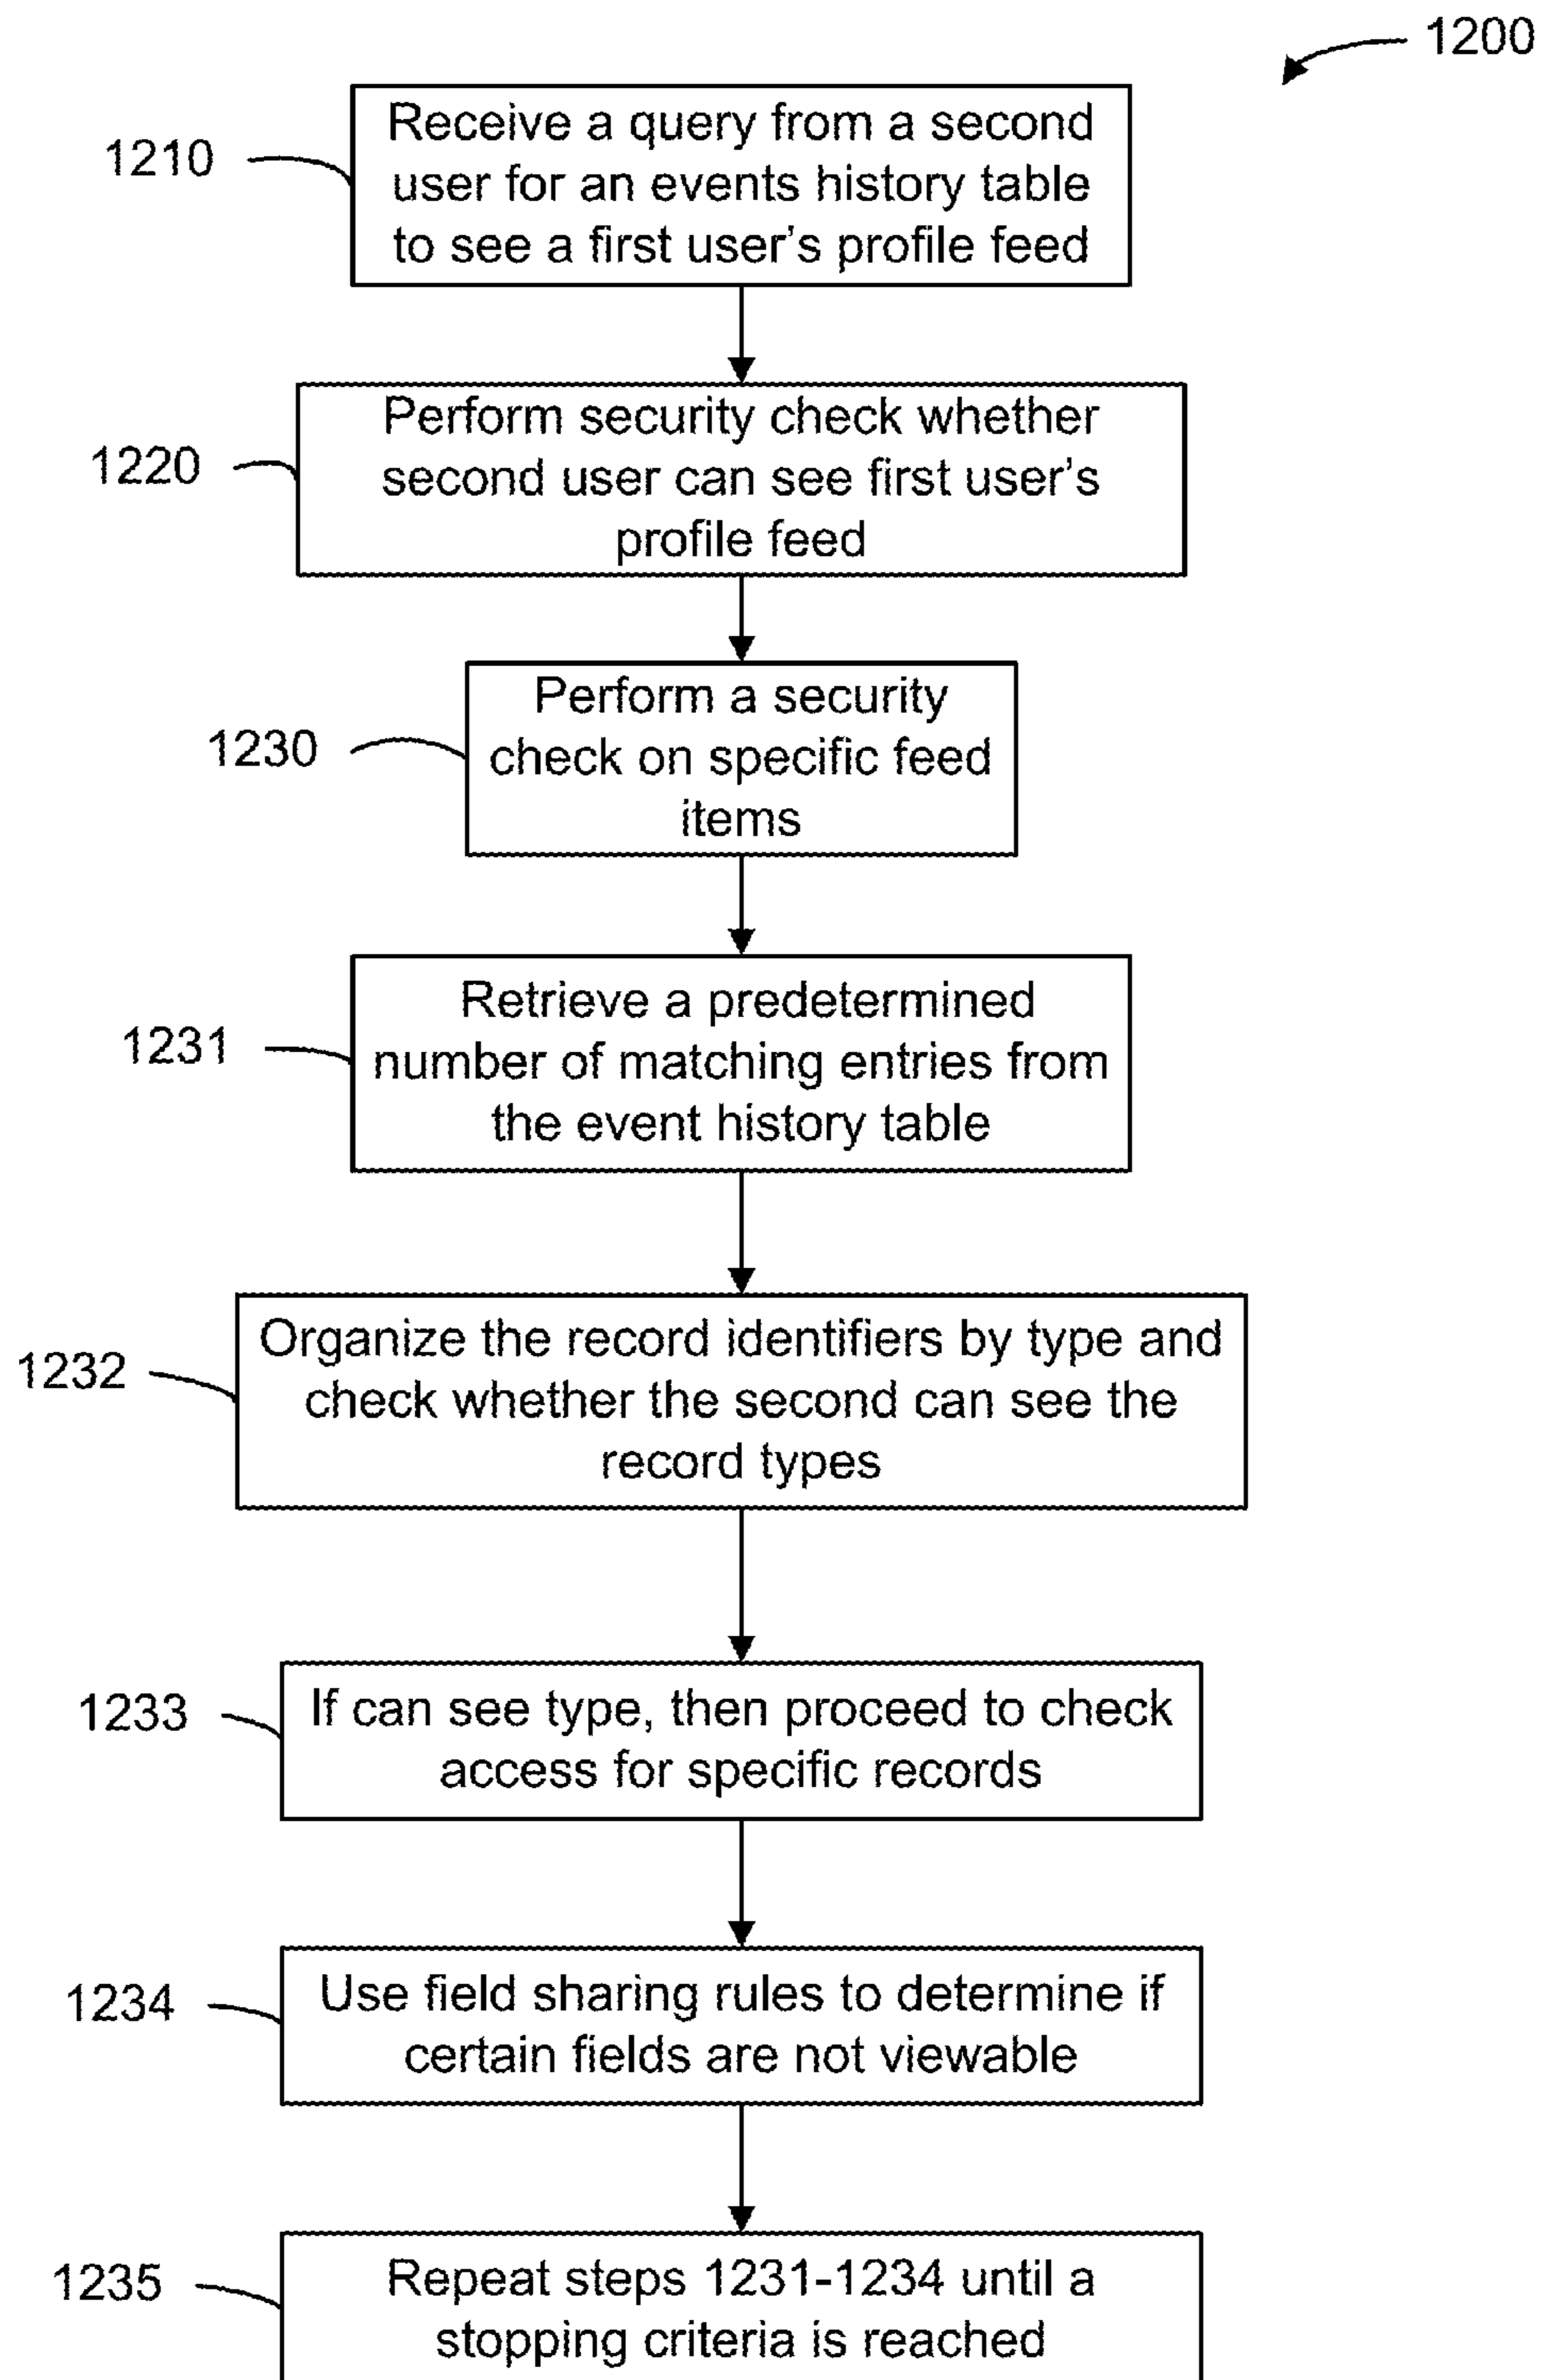 1200
1210
Receive a query from a second
user for an events history table
to see a first user's profile feed
1220
Perform security check whether
second user can see first user's
profile feed
1230
Perform a security
check on specific feed
items
1231
Retrieve a predetermined
number of matching entries from
the event history table
1232
Organize the record identifiers by type and
check whether the second can see the
record types
1233
If can see type, then proceed to check
access for specific records
1234
Use field sharing rules to determine if
certain fields are not viewable
1235
Repeat steps 1231-1234 until a
stopping criteria is reached